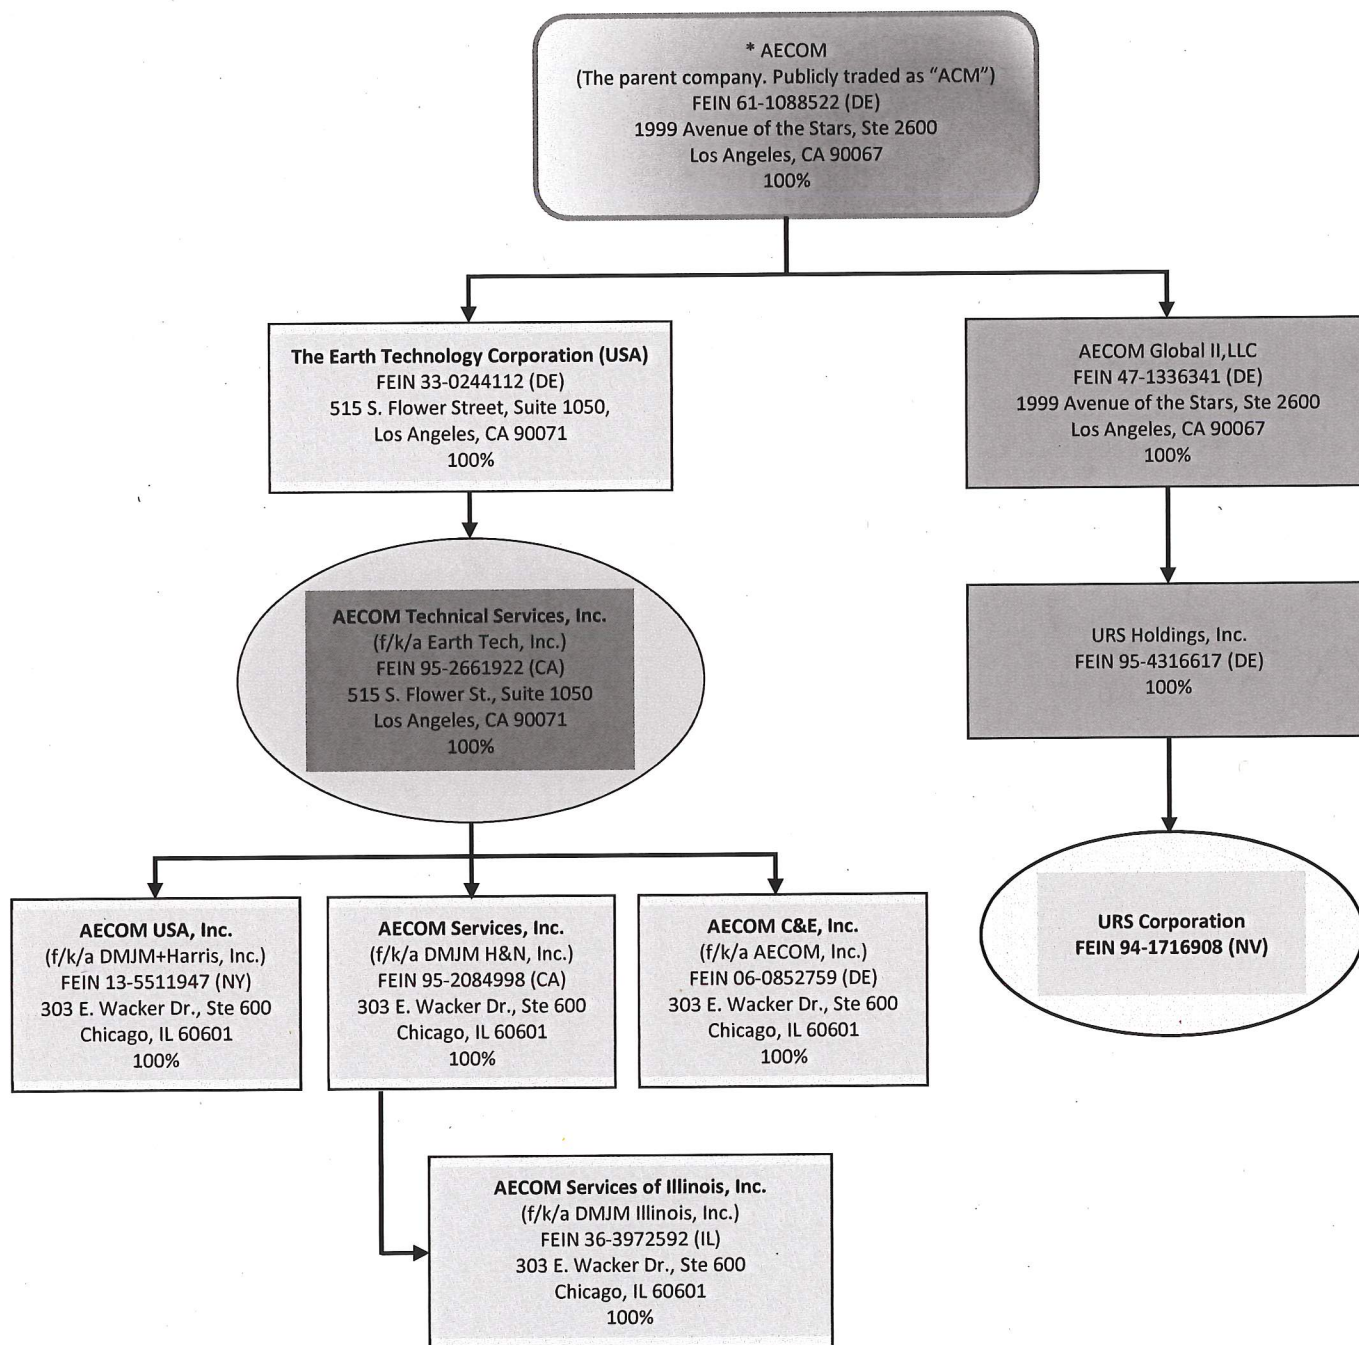 * AECOM
(The parent company. Publicly traded as “ACM”)
FEIN 61-1088522 (DE)
1999 Avenue of the Stars, Ste 2600
Los Angeles, CA 90067
100%
The Earth Technology Corporation (USA)
FEIN 33-0244112 (DE)
515 S. Flower Street, Suite 1050,
Los Angeles, CA 90071
100%
AECOM Global II,LLC
FEIN 47-1336341 (DE)
1999 Avenue of the Stars, Ste 2600
Los Angeles, CA 90067
100%
AECOM Technical Services, Inc.
(f/k/a Earth Tech, Inc.)
FEIN 95-2661922 (CA)
515 S. Flower St., Suite 1050
Los Angeles, CA 90071
100%
URS Holdings, Inc.
FEIN 95-4316617 (DE)
100%
AECOM USA, Inc.
(f/k/a DMJM+Harris, Inc.)
FEIN 13-5511947 (NY)
303 E. Wacker Dr., Ste 600
Chicago, IL 60601
100%
AECOM Services, Inc.
(f/k/a DMJM H&N, Inc.)
FEIN 95-2084998 (CA)
303 E. Wacker Dr., Ste 600
Chicago, IL 60601
100%
AECOM C&E, Inc.
(f/k/a AECOM, Inc.)
FEIN 06-0852759 (DE)
303 E. Wacker Dr., Ste 600
Chicago, IL 60601
100%
URS Corporation
FEIN 94-1716908 (NV)
AECOM Services of Illinois, Inc.
(f/k/a DMJM Illinois, Inc.)
FEIN 36-3972592 (IL)
303 E. Wacker Dr., Ste 600
Chicago, IL 60601
100%